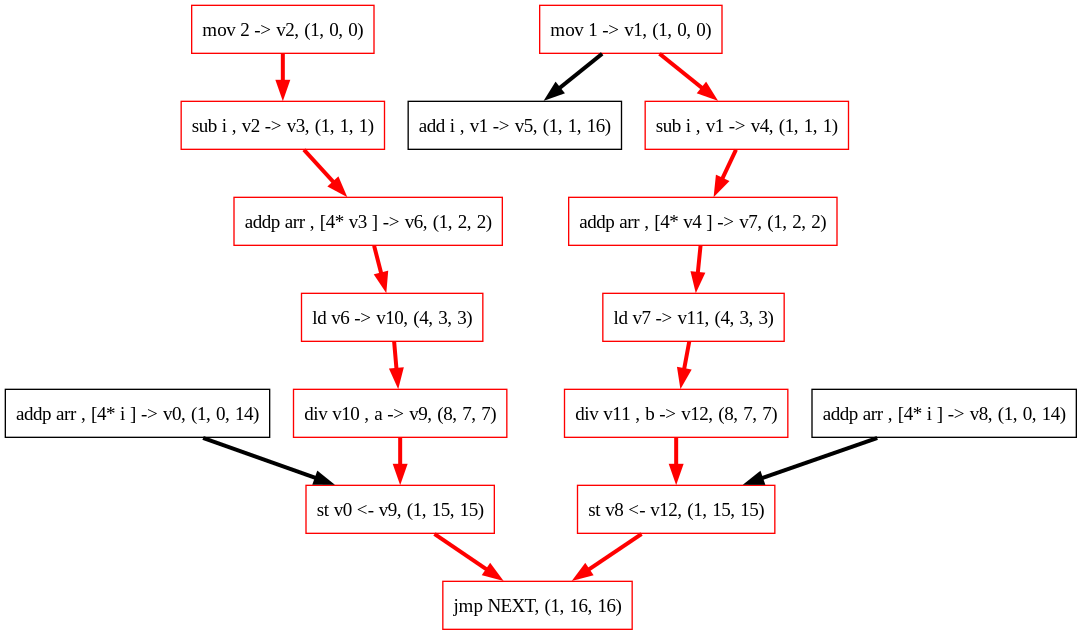 mov 2 -> v2, (1, 0, 0)
mov 1 -> v1, (1, 0, 0)
sub i , v2 -> v3, (1, 1, 1)
add i , v1 -> v5, (1, 1, 16)
sub i , v1 -> v4, (1, 1, 1)
addp arr , [4* v3 ] -> v6, (1, 2, 2)
addp arr , [4* v4 ] -> v7, (1, 2, 2)
ld v6 -> v10, (4, 3, 3)
ld v7 -> v11, (4, 3, 3)
addp arr , [4* i ] -> v0, (1, 0, 14)
div v10 , a -> v9, (8, 7, 7)
div v11 , b -> v12, (8, 7, 7)
addp arr , [4* i ] -> v8, (1, 0, 14)
st v0 <- v9, (1, 15, 15)
st v8 <- v12, (1, 15, 15)
jmp NEXT, (1, 16, 16)